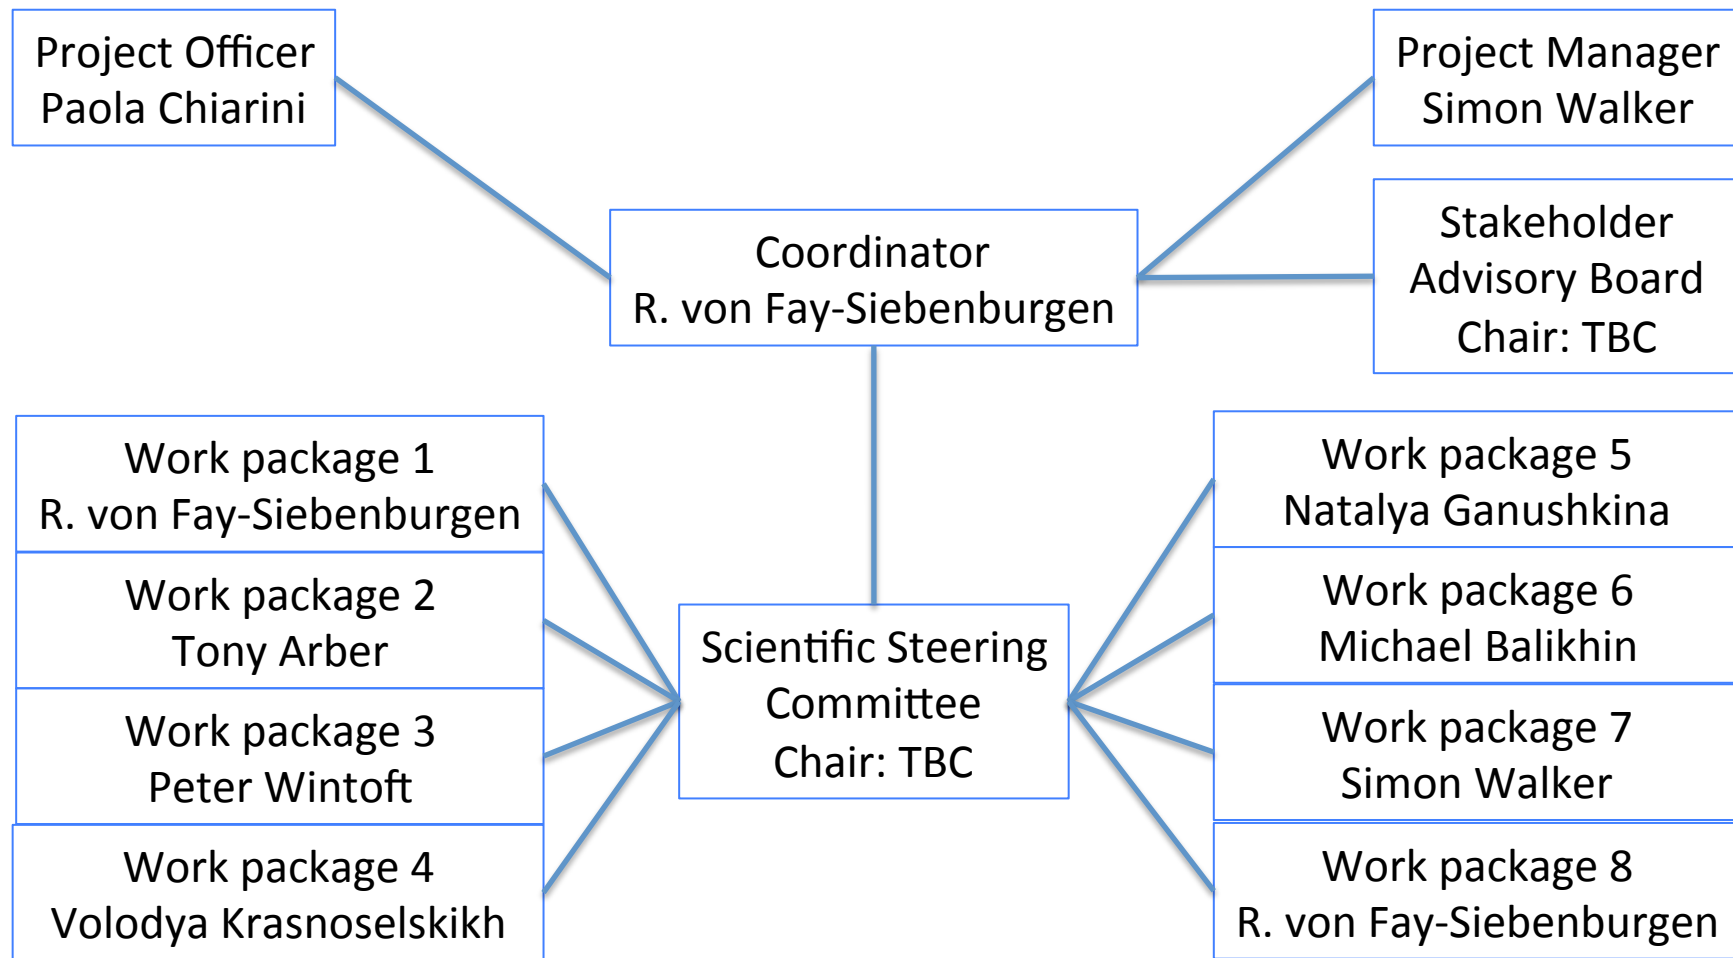 Project Officer
Paola Chiarini
Project Manager
Simon Walker
Stakeholder
Advisory Board
Chair: TBC
Coordinator
R. von Fay-Siebenburgen
Work package 1
R. von Fay-Siebenburgen
Work package 2
Tony Arber
Work package 3
Peter Wintoft
Work package 4
Volodya Krasnoselskikh
Scientific Steering
Committee
Chair: TBC
Work package 5
Natalya Ganushkina
Work package 6
Michael Balikhin
Work package 7
Simon Walker
Work package 8
R. von Fay-Siebenburgen